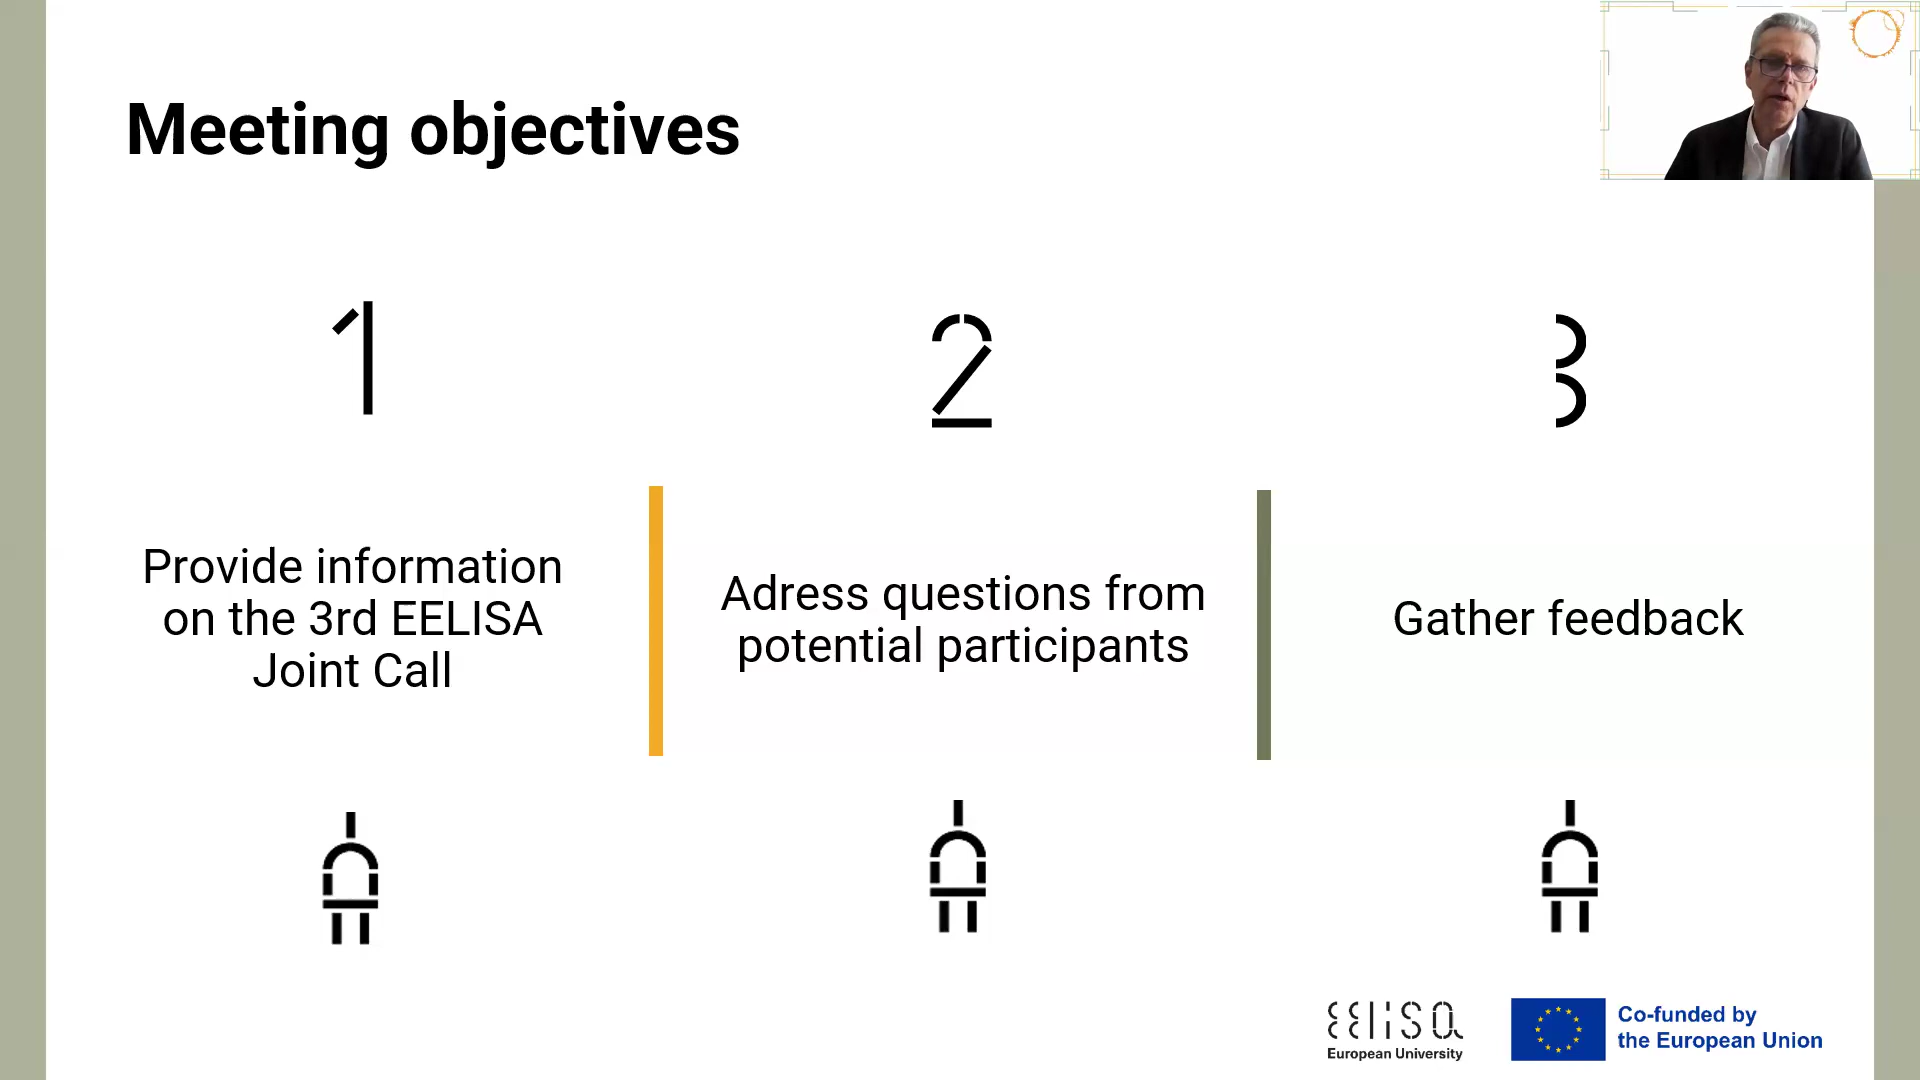 Meeting objectives
1
2
3
Provide information
on the 3rd EELISA
Joint Call
Adress questions from
potential participants
Gather feedback
EELISA
European University
Co-funded by
the European Union